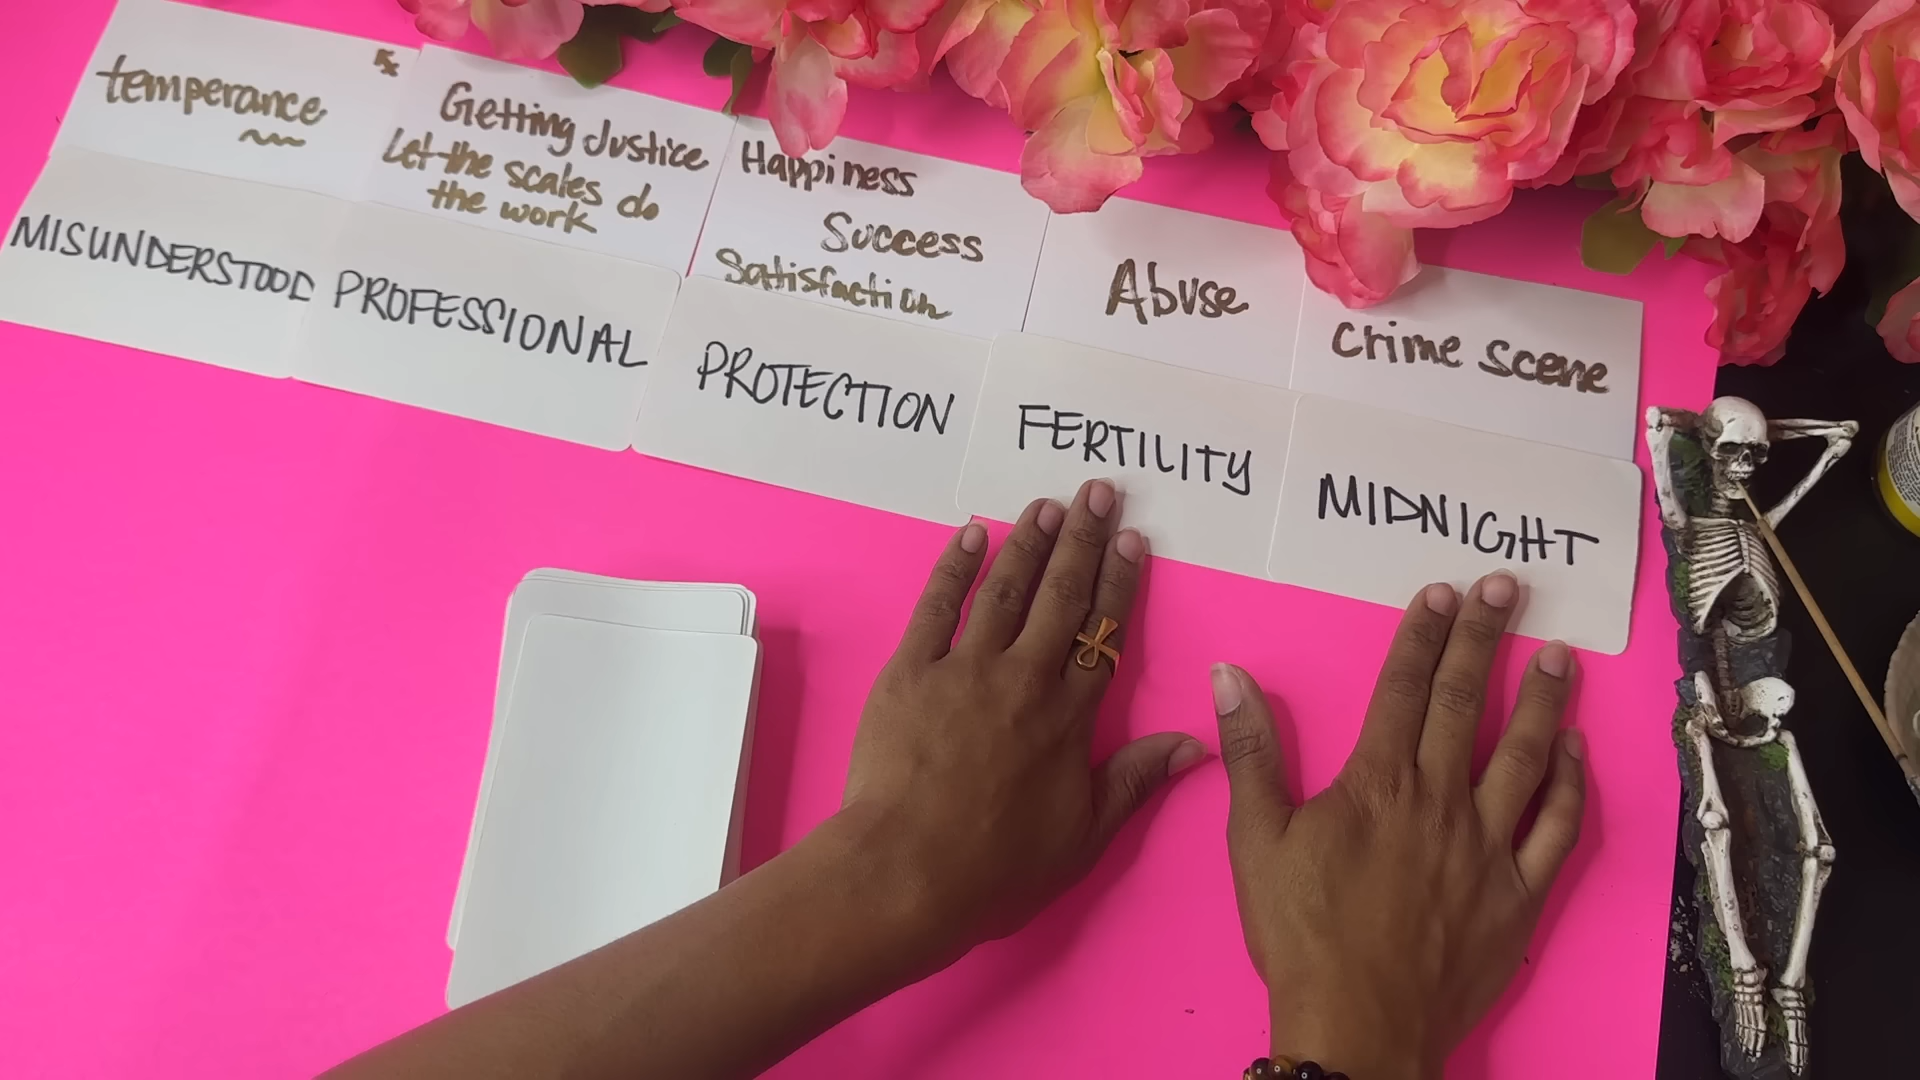 temperance
Getting Justice
Let the scales do
the work
Happiness
Success
Satisfaction
Abuse
Crime Scene
MISUNDERSTOOD
PROFESSIONAL
PROTECTION
FERTILITY
MIDNIGHT